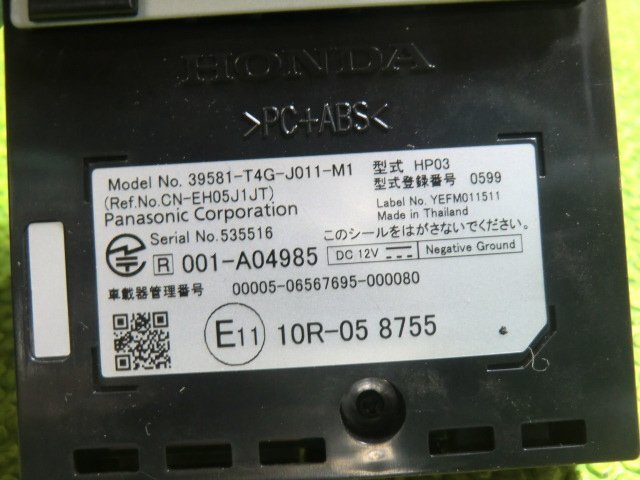 HONDA
>PC+ABS<
Model No. 39581-T4G-J011-M1
(Ref.No.CN-EH05J1JT)
Panasonic Corporation
Serial No.535516
型式 HP03
型式登録番号 0599
Label No. YEFM011511
Made in Thailand
このシールをはがさないでください。
R 001-A04985
DC 12V Negative Ground
車載器管理番号 00005-06567695-000080
E11 10R-05 8755